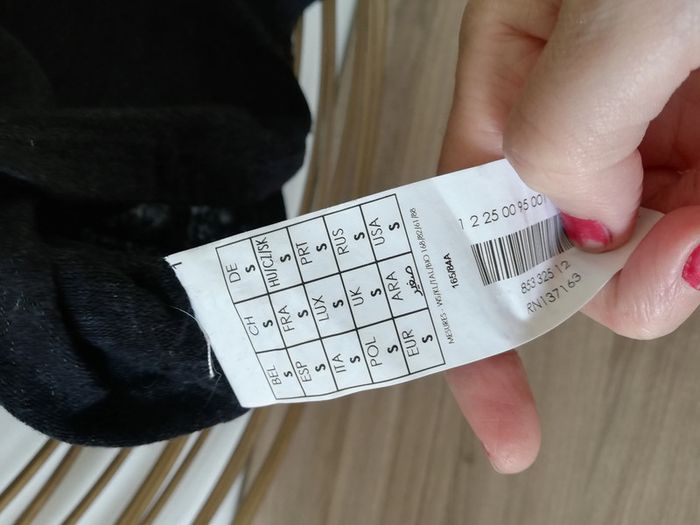 BEL CH DE
S S S
ESP FRA HU/CZ/SK
S S S
ITA LUX PRT
S S S
POL UK RUS
S S S
EUR ARA USA
S S
MESURES
165/84A
1 2 25 00 95 00
853 325 12
RN137163